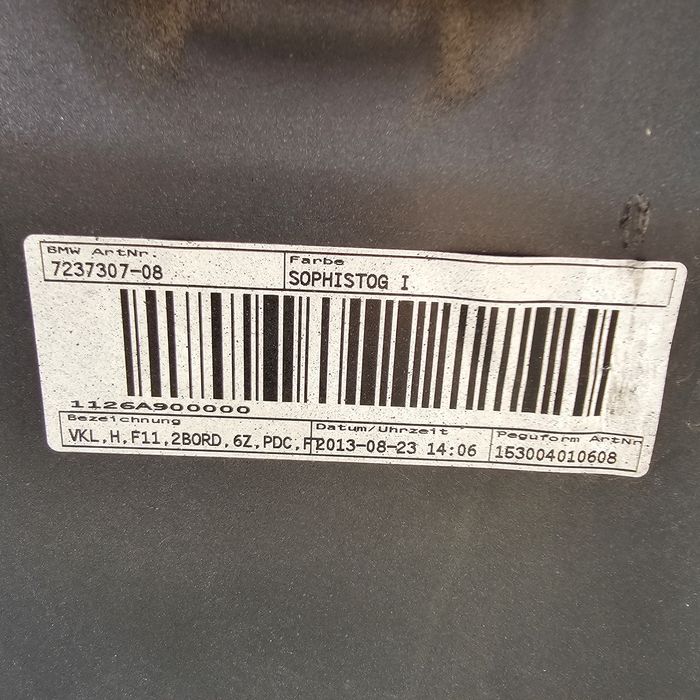 BMW ArtNr.
7237307-08
Farbe
SOPHISTOG I
1126A900000
Bezeichnung
VKL,H,F11,2BORD,6Z,PDC,F
Datum/Uhrzeit
2013-08-23 14:06
Peguform ArtNr
153004010608